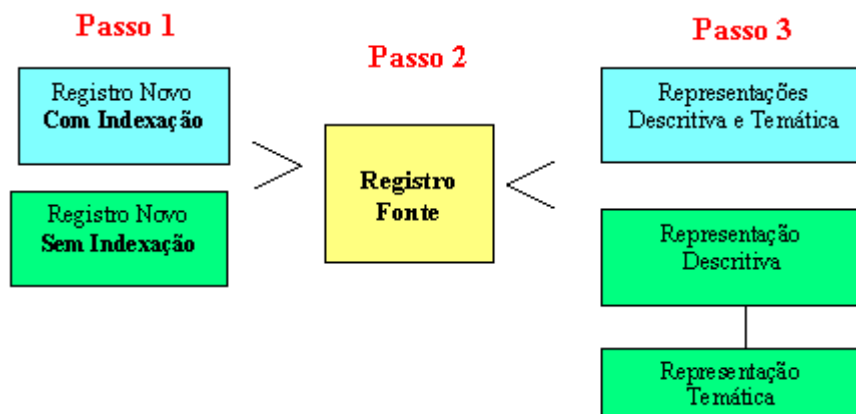 Passo 1
Registro Novo
Com Indexação
Registro Novo
Sem Indexação
Passo 2
Registro
Fonte
Passo 3
Representações
Descritiva e Temática
Representação
Descritiva
Representação
Temática